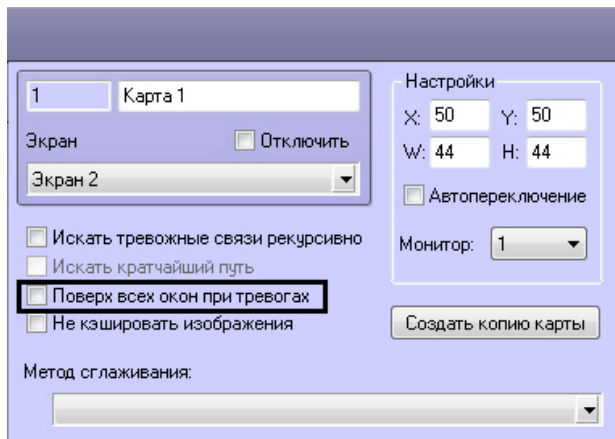 1 Карта 1
Экран Отключить
Экран 2
Искать тревожные связи рекурсивно
Искать кратчайший путь
Поверх всех окон при тревогах
Не кэшировать изображения
Метод сглаживания:
Настройки
X: 50 Y: 50
W: 44 H: 44
Автопереключение
Монитор: 1
Создать копию карты